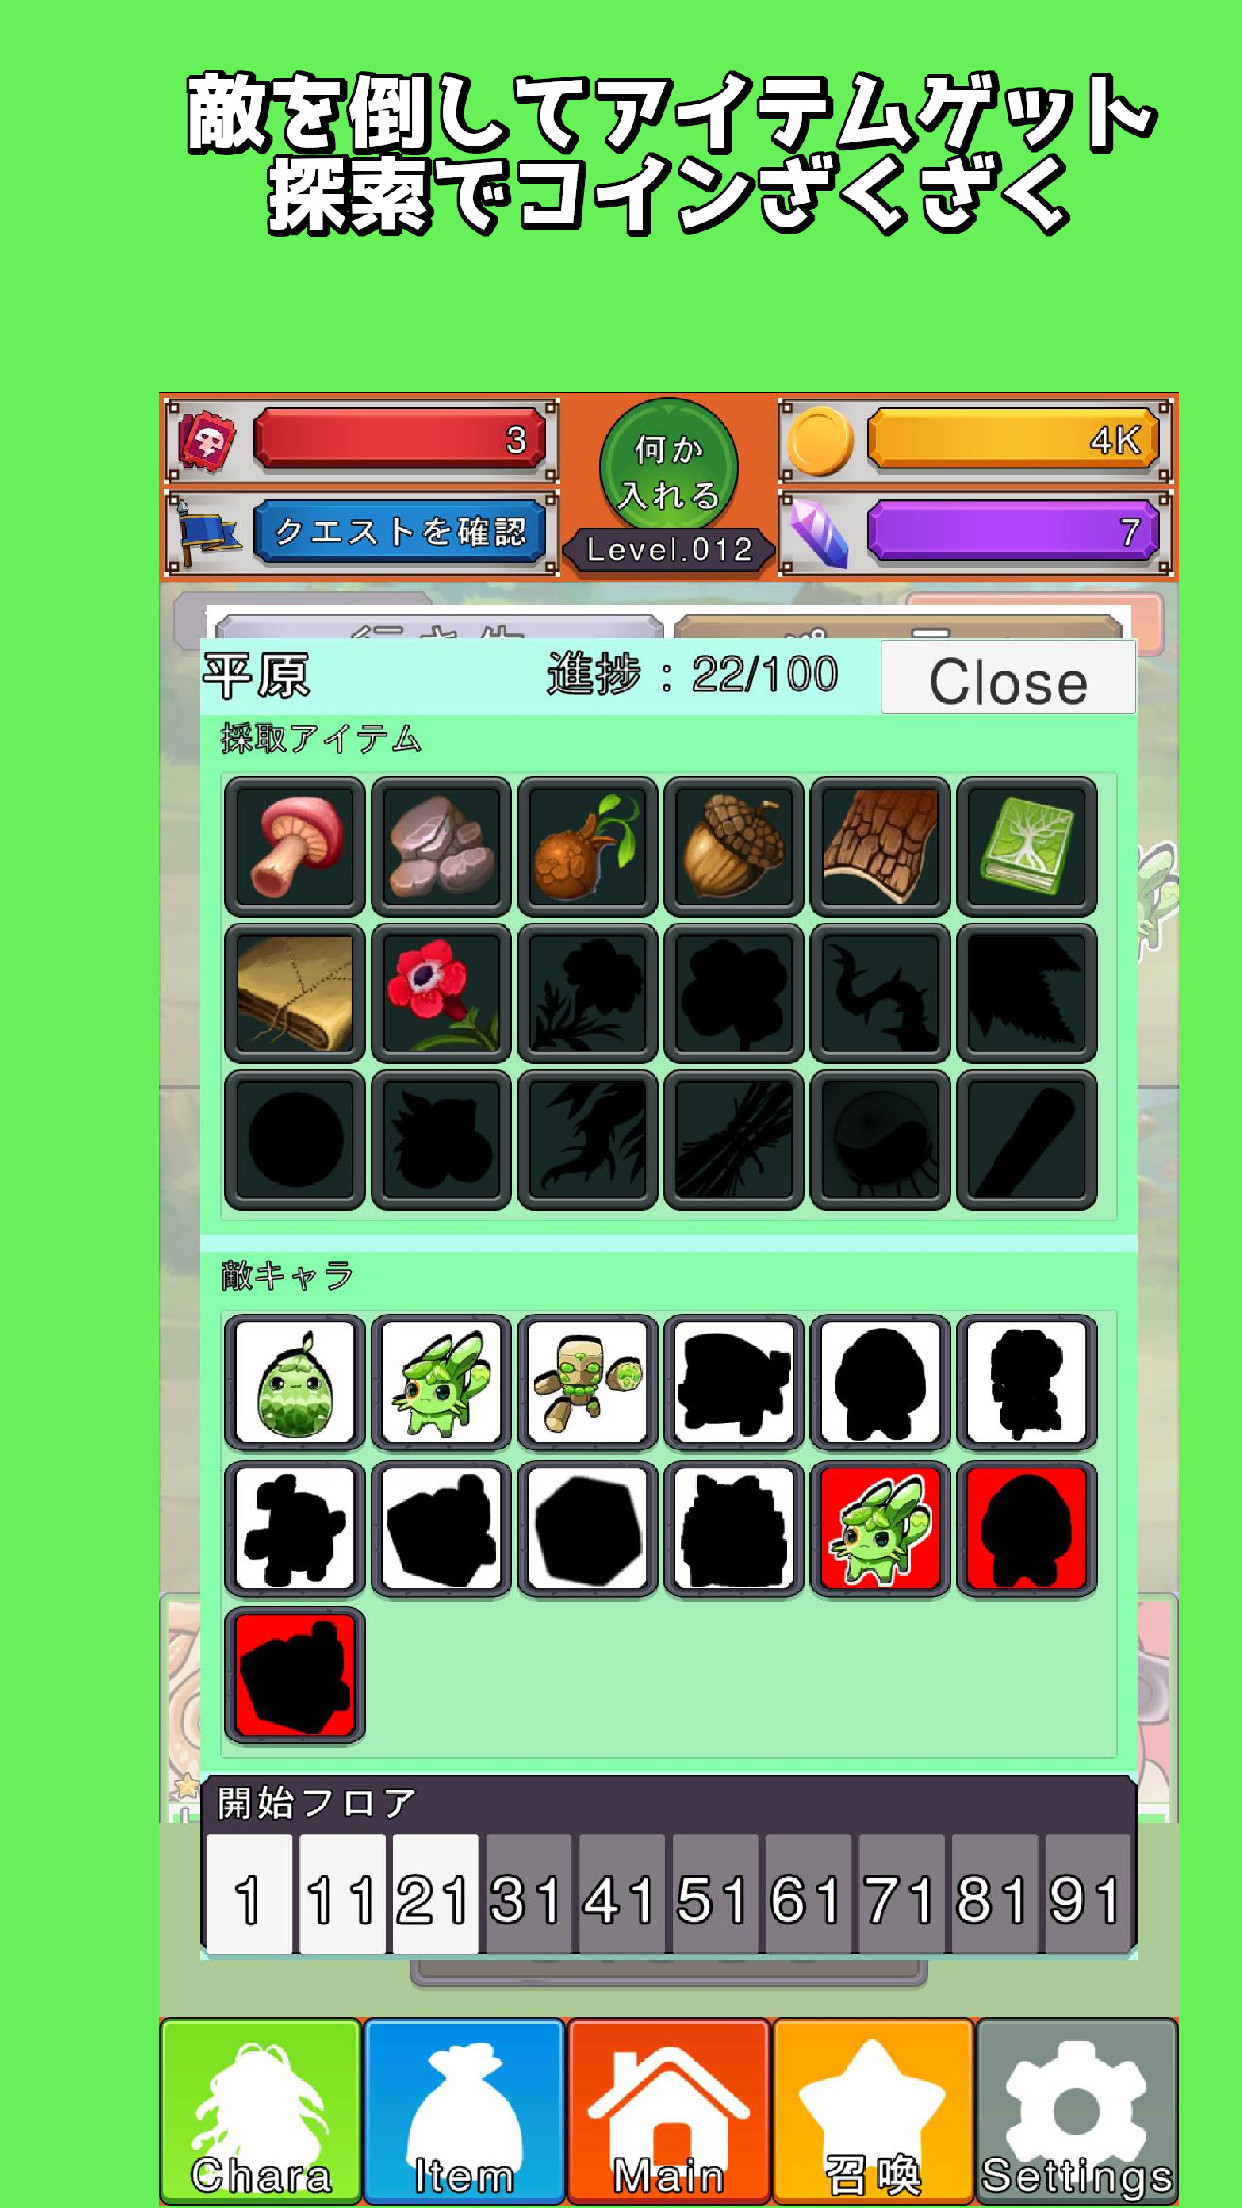 敵を倒してアイテムゲット
探索でコインざくざく
3
何か
入れる
4K
クエストを確認
Level.012
7
平原
進捗：22/100
Close
採取アイテム
敵キャラ
開始フロア
1 11 21 31 41 51 61 71 81 91
Chara
Item
Main
召喚
Settings